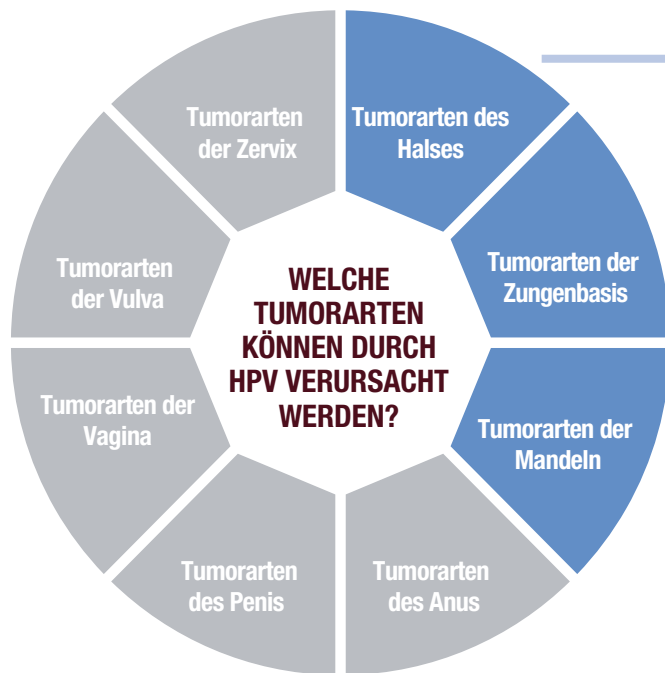 WELCHE
TUMORARTEN
KÖNNEN DURCH
HPV VERURSACHT
WERDEN?
Tumorarten des
Halses
Tumorarten der
Zungenbasis
Tumorarten der
Mandeln
Tumorarten
des Anus
Tumorarten
des Penis
Tumorarten der
Vagina
Tumorarten
der Vulva
Tumorarten
der Zervix